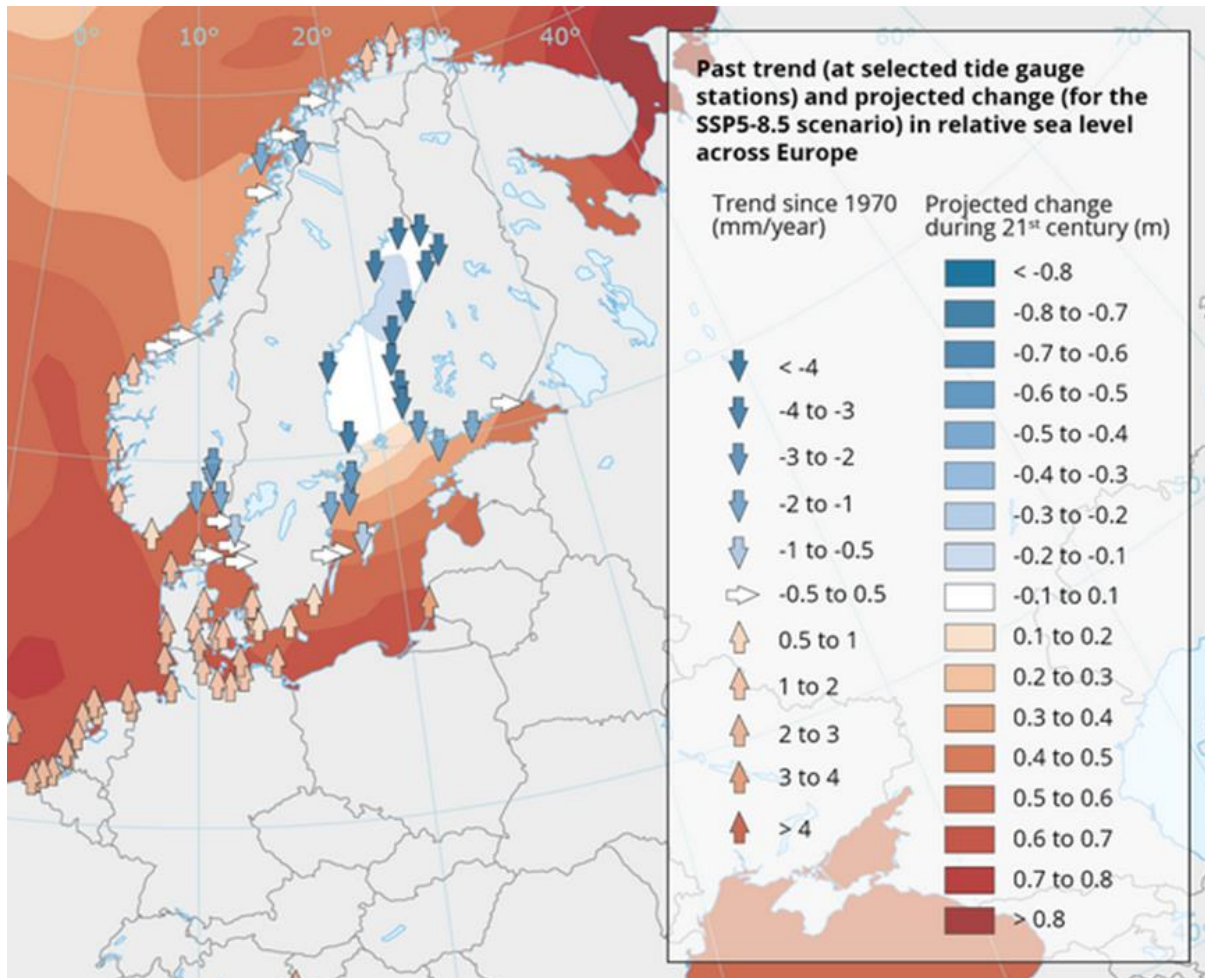 0° 10° 20° 30° 40° 50° 60° 70°
Past trend (at selected tide gauge
stations) and projected change (for the
SSP5-8.5 scenario) in relative sea level
across Europe
Trend since 1970
(mm/year)
< -4
-4 to -3
-3 to -2
-2 to -1
-1 to -0.5
-0.5 to 0.5
0.5 to 1
1 to 2
2 to 3
3 to 4
> 4
Projected change
during 21st century (m)
< -0.8
-0.8 to -0.7
-0.7 to -0.6
-0.6 to -0.5
-0.5 to -0.4
-0.4 to -0.3
-0.3 to -0.2
-0.2 to -0.1
-0.1 to 0.1
0.1 to 0.2
0.2 to 0.3
0.3 to 0.4
0.4 to 0.5
0.5 to 0.6
0.6 to 0.7
0.7 to 0.8
> 0.8
50°
40°